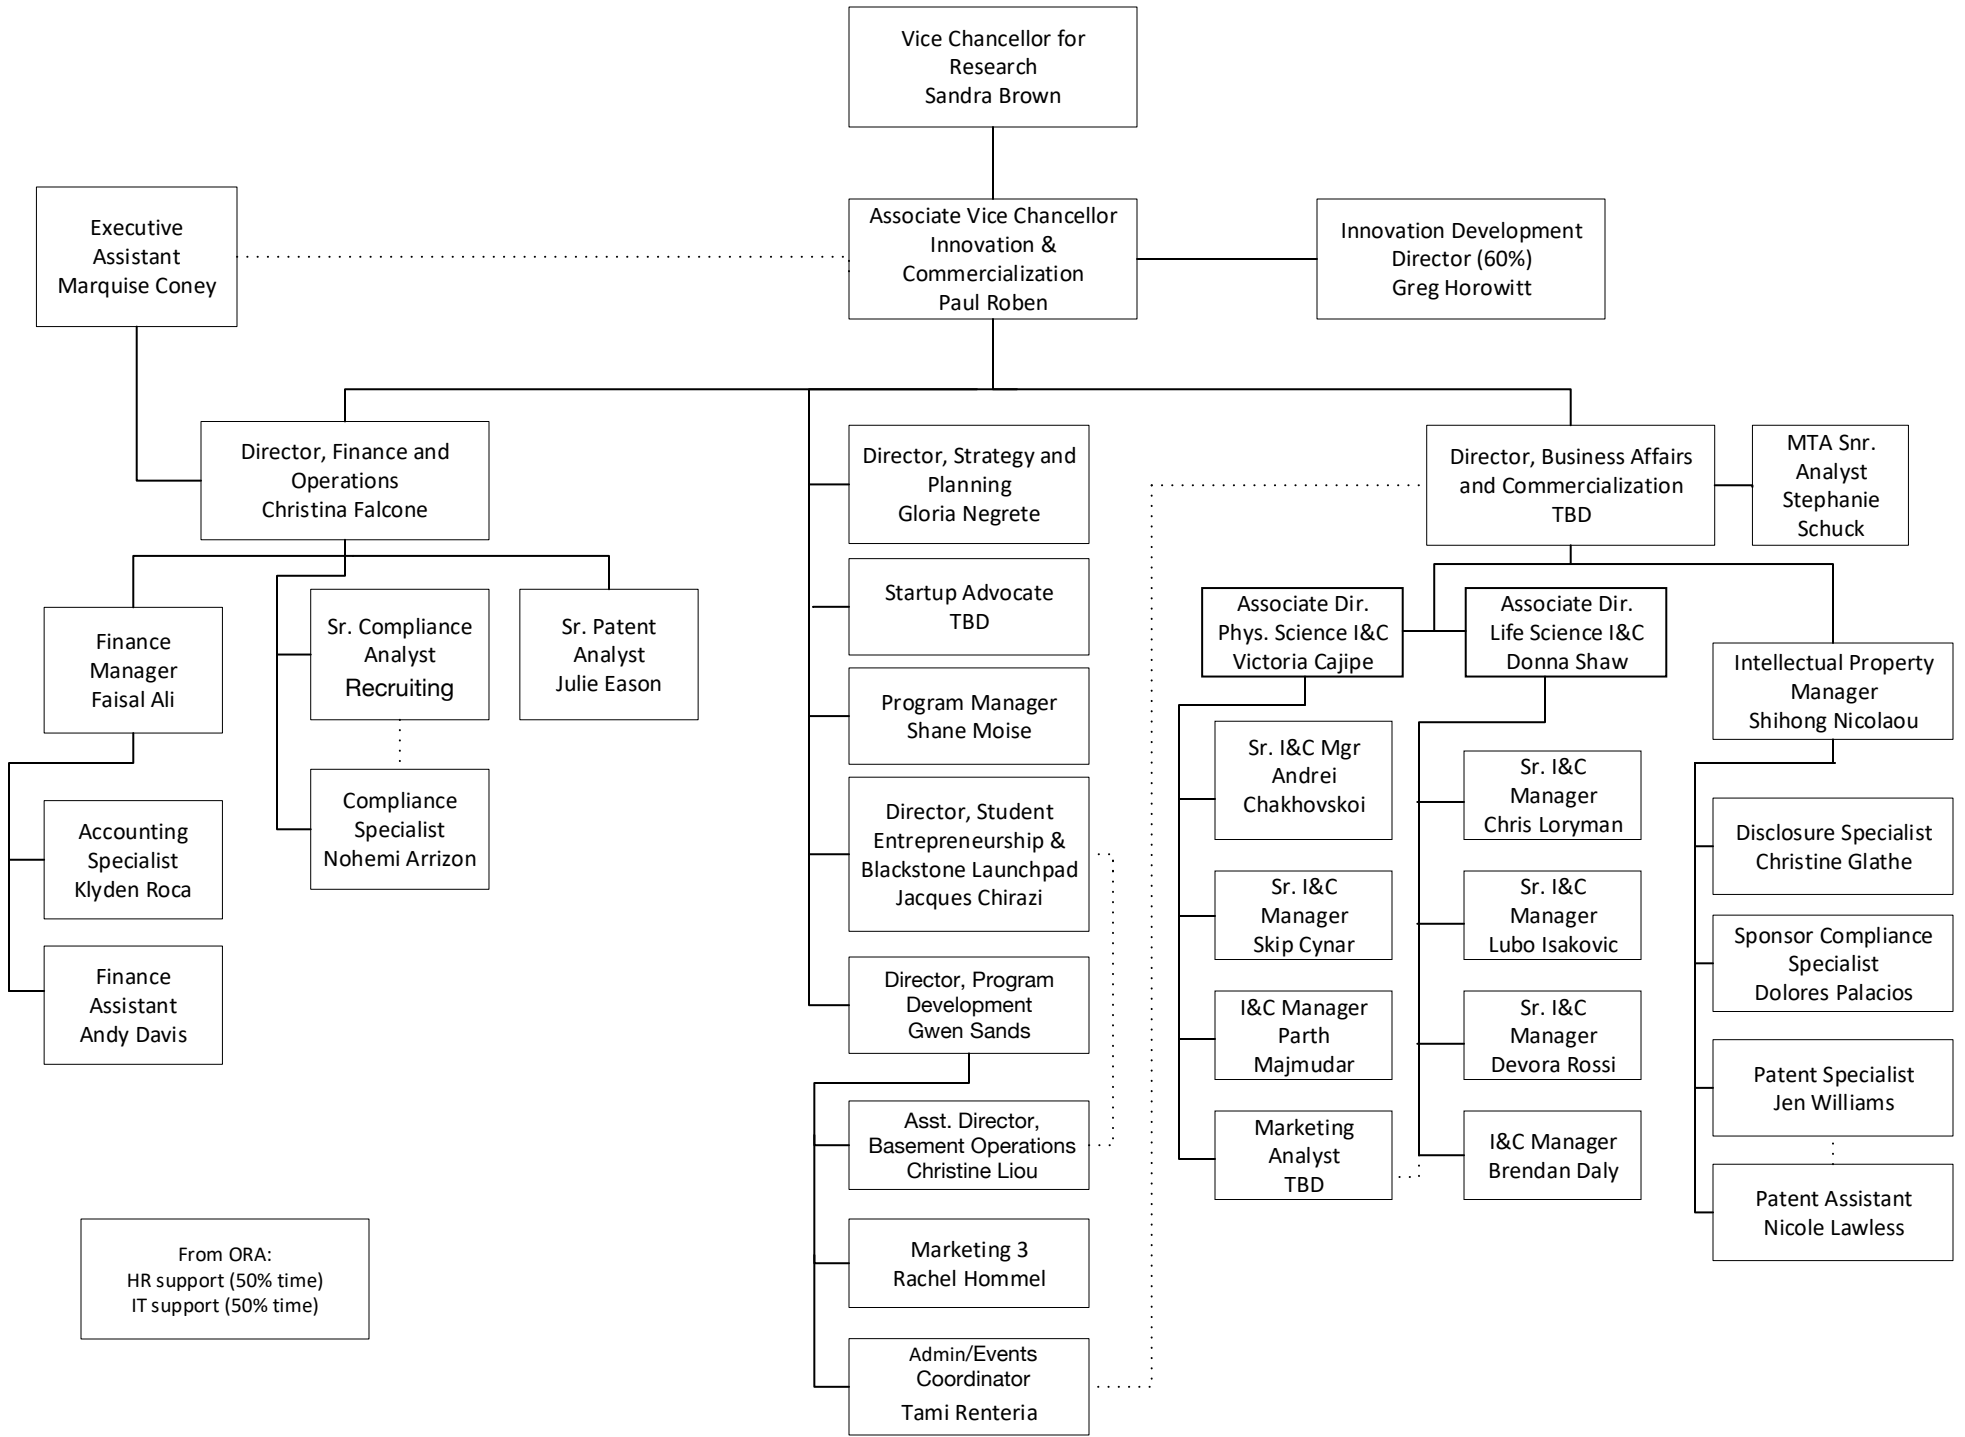 Vice Chancellor for
Research
Sandra Brown
Executive
Assistant
Marquise Coney
Associate Vice Chancellor
Innovation &
Commercialization
Paul Roben
Innovation Development
Director (60%)
Greg Horowitt
Director, Finance and
Operations
Christina Falcone
Director, Strategy and
Planning
Gloria Negrete
Director, Business Affairs
and Commercialization
TBD
MTA Snr.
Analyst
Stephanie
Schuck
Finance
Manager
Faisal Ali
Sr. Compliance
Analyst
Recruiting
Sr. Patent
Analyst
Julie Eason
Accounting
Specialist
Klyden Roca
Compliance
Specialist
Nohemi Arrizon
Finance
Assistant
Andy Davis
Startup Advocate
TBD
Program Manager
Shane Moise
Director, Student
Entrepreneurship &
Blackstone Launchpad
Jacques Chirazi
Director, Program
Development
Gwen Sands
Asst. Director,
Basement Operations
Christine Liou
Marketing 3
Rachel Hommel
Admin/Events
Coordinator
Tami Renteria
Associate Dir.
Phys. Science I&C
Victoria Cajipe
Associate Dir.
Life Science I&C
Donna Shaw
Intellectual Property
Manager
Shihong Nicolaou
Sr. I&C Mgr
Andrei
Chakhovskoi
Sr. I&C
Manager
Skip Cynar
I&C Manager
Parth
Majmudar
Marketing
Analyst
TBD
Sr. I&C
Manager
Chris Loryman
Sr. I&C
Manager
Lubo Isakovic
Sr. I&C
Manager
Devora Rossi
I&C Manager
Brendan Daly
Disclosure Specialist
Christine Glathe
Sponsor Compliance
Specialist
Dolores Palacios
Patent Specialist
Jen Williams
Patent Assistant
Nicole Lawless
From ORA:
HR support (50% time)
IT support (50% time)